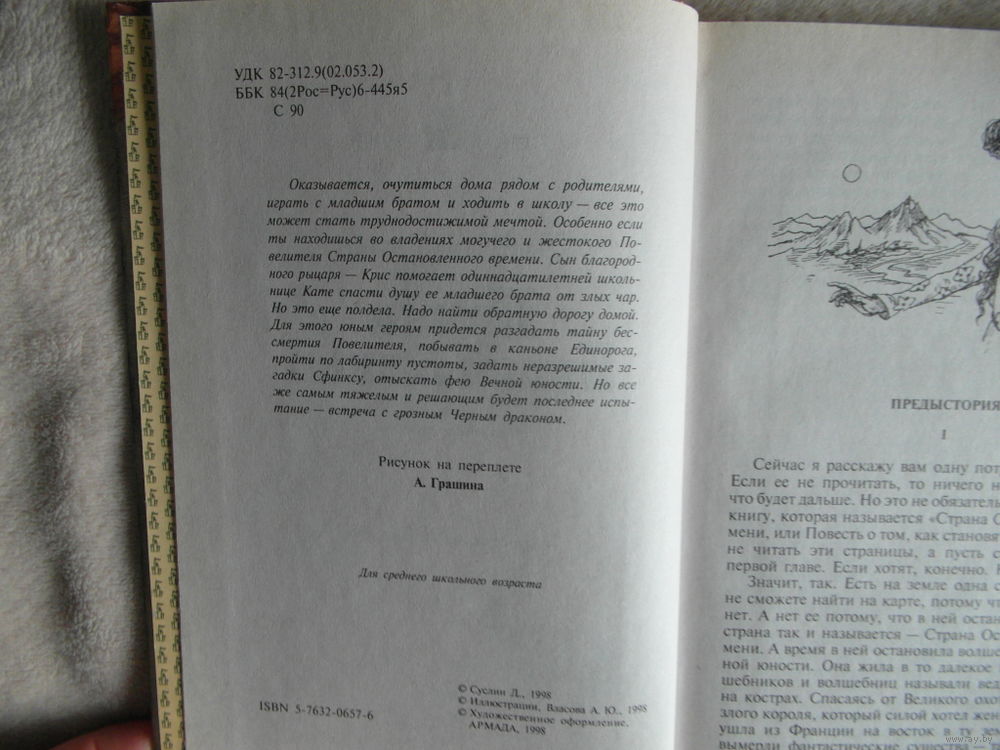 УДК 82-312.9(02.053.2)
ББК 84(2Рос=Рус)6-445я5
С 90
Оказывается, очутиться дома рядом с родителями,
играть с младшим братом и ходить в школу — все это
может стать труднодостижимой мечтой. Особенно если
ты находишься во владениях могучего и жестокого По-
велителя Страны Остановленного времени. Сын благород-
ного рыцаря — Крис помогает одиннадцатилетней школь-
нице Кате спасти душу ее младшего брата от злых чар.
Но это еще полдела. Надо найти обратную дорогу домой.
Для этого юным героям придется разгадать тайну бес-
смертия Повелителя, побывать в каньоне Единорога,
пройти по лабиринту пустоты, задать неразрешимые за-
гадки Сфинксу, отыскать фею Вечной юности. Но все
же самым тяжелым и решающим будет последнее испы-
тание — встреча с грозным Черным драконом.
Рисунок на переплете
А. Грашина
Для среднего школьного возраста
ISBN 5-7632-0657-6
© Суслин Д., 1998
© Иллюстрации, Власова А. Ю., 1998
© Художественное оформление.
АРМАДА, 1998
ПРЕДЫСТОРИЯ
I
Сейчас я расскажу вам одну
Если ее не прочитать, то ничего
что будет дальше. Но это не
книгу, которая называется «Страна
мени, или Повесть о том, как
не читать эти страницы, а пусть
первой главе. Если хотят, конечно.
Значит, так. Есть на земле одна
не сможете найти на карте, потому
нет. А нет ее потому, что в ней
страна так и называется — Страна
мени. А время в ней остановила
ной юности. Она жила в то далекое
шебников и волшебниц называли
на кострах. Спасаясь от Великого
злого короля, который силой хотел
ушла из Франции на восток в ту
вымерли фантастические
www.ay.by